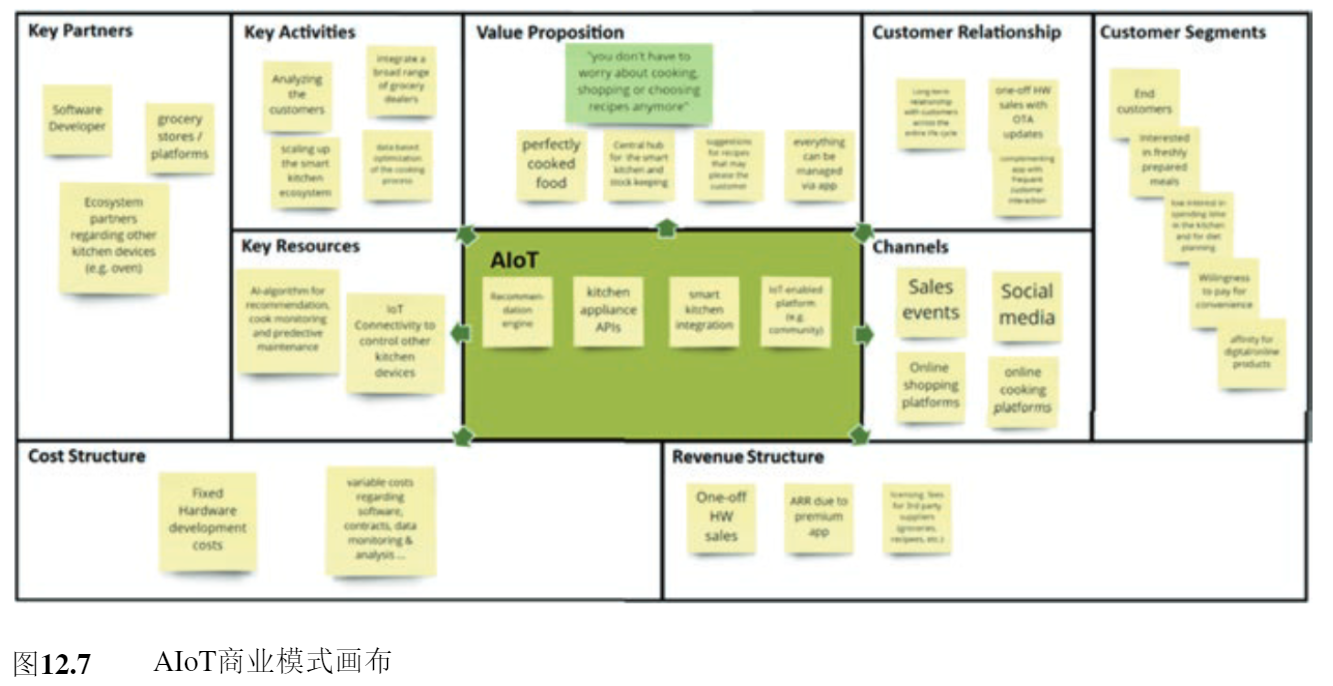 Key Partners
Software
Developer
grocery
stores /
platforms
Ecosystem
partners
regarding other
kitchen devices
(e.g. oven)
Key Activities
Analyzing
the
customers
integrate a
broad range
of grocery
dealers
scaling up
the smart
kitchen
ecosystem
data based
optimization
of the cooking
process
Key Resources
AI-algorithm for
recommendation,
cook monitoring
and predective
maintenance
IoT
Connectivity to
control other
kitchen
devices
Value Proposition
"you don't have to
worry about cooking,
shopping or choosing
recipes anymore"
perfectly
cooked
food
Central hub
for the smart
kitchen and
stock keeping
suggestions
for recipes that
may please the
customer
everything
can be
managed
via app
AIoT
Recommen-
dation
engine
kitchen
appliance
APIs
smart
kitchen
integration
IoT enabled
platform
(e.g.
community)
Customer Relationship
Long-term
relationship
with customers
across the
entire life cycle
one-off HW
sales with
OTA
updates
complementing
app with
frequent
customer
interaction
Channels
Sales
events
Social
media
Online
shopping
platforms
online
cooking
platforms
Customer Segments
End
customers
Interested
in freshly
prepared
meals
low interest in
spending time
in the kitchen
and for diet
planning
Willingness
to pay for
convenience
affinity for
digital/online
products
Cost Structure
Fixed
Hardware
development
costs
variable costs
regarding
software,
contracts, data
monitoring &
analysis ...
Revenue Structure
One-off
HW
sales
ARR due to
premium
app
licensing fees
for 3rd party
suppliers
(groceries,
recipees, etc.)
图12.7 AIoT商业模式画布